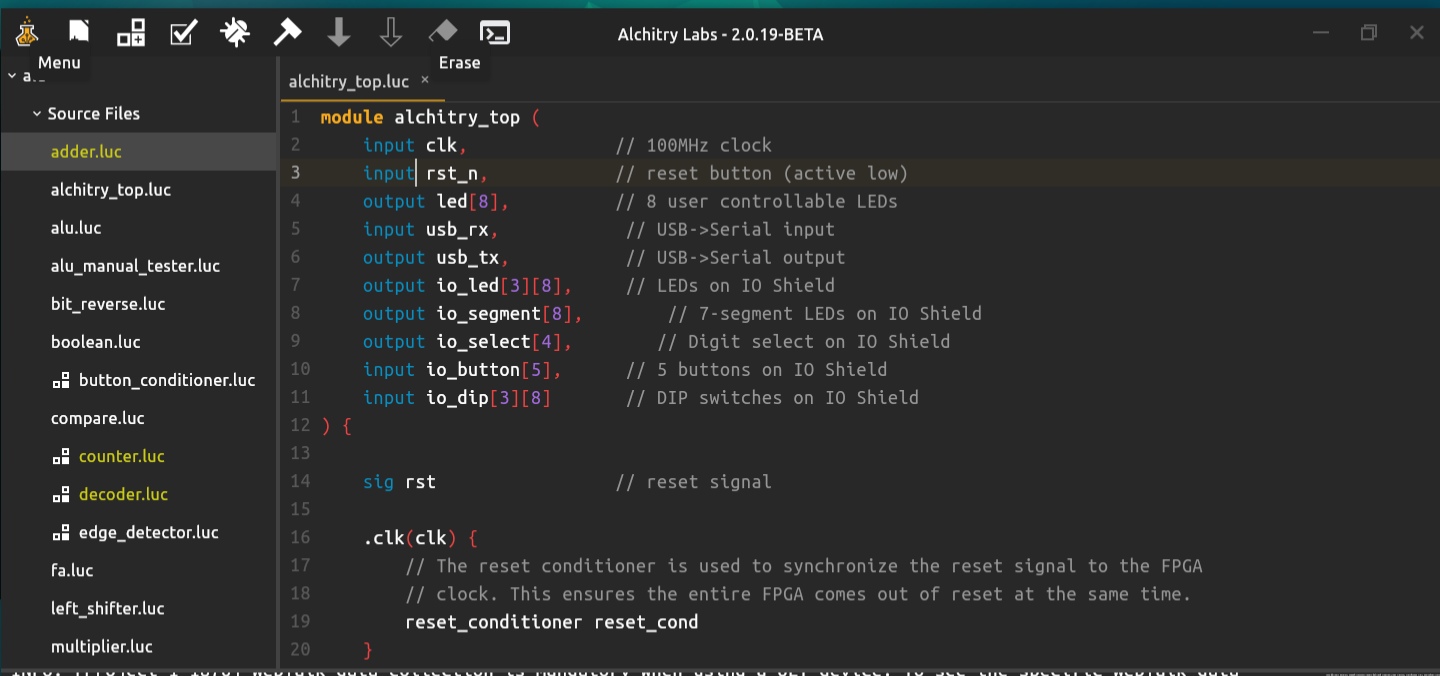 Alchitry Labs - 2.0.19-BETA
Menu
Erase
alchitry_top.luc ×
Source Files
adder.luc
alchitry_top.luc
alu.luc
alu_manual_tester.luc
bit_reverse.luc
boolean.luc
button_conditioner.luc
compare.luc
counter.luc
decoder.luc
edge_detector.luc
fa.luc
left_shifter.luc
multiplier.luc
1 module alchitry_top (
2 input clk, // 100MHz clock
3 input rst_n, // reset button (active low)
4 output led[8], // 8 user controllable LEDs
5 input usb_rx, // USB->Serial input
6 output usb_tx, // USB->Serial output
7 output io_led[3][8], // LEDs on IO Shield
8 output io_segment[8], // 7-segment LEDs on IO Shield
9 output io_select[4], // Digit select on IO Shield
10 input io_button[5], // 5 buttons on IO Shield
11 input io_dip[3][8] // DIP switches on IO Shield
12 ) {
13
14 sig rst // reset signal
15
16 .clk(clk) {
17 // The reset conditioner is used to synchronize the reset signal to the FPGA
18 // clock. This ensures the entire FPGA comes out of reset at the same time.
19 reset_conditioner reset_cond
20 }